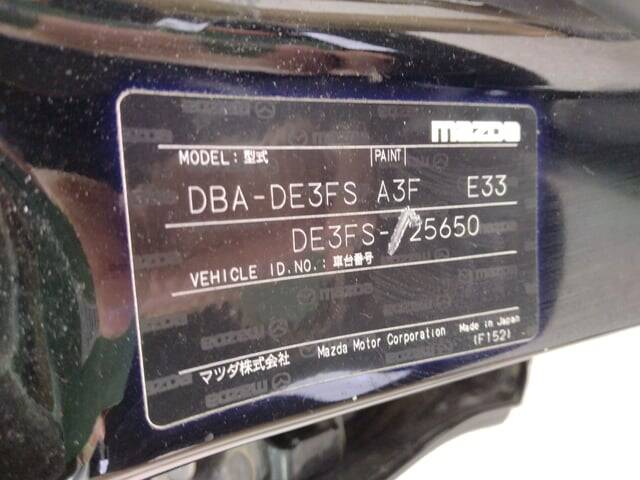 mazda
MODEL:型式 PAINT
DBA-DE3FS A3F E33
DE3FS- 25650
VEHICLE ID.NO.:車台番号
マツダ株式会社 Mazda Motor Corporation Made in Japan
(F152)